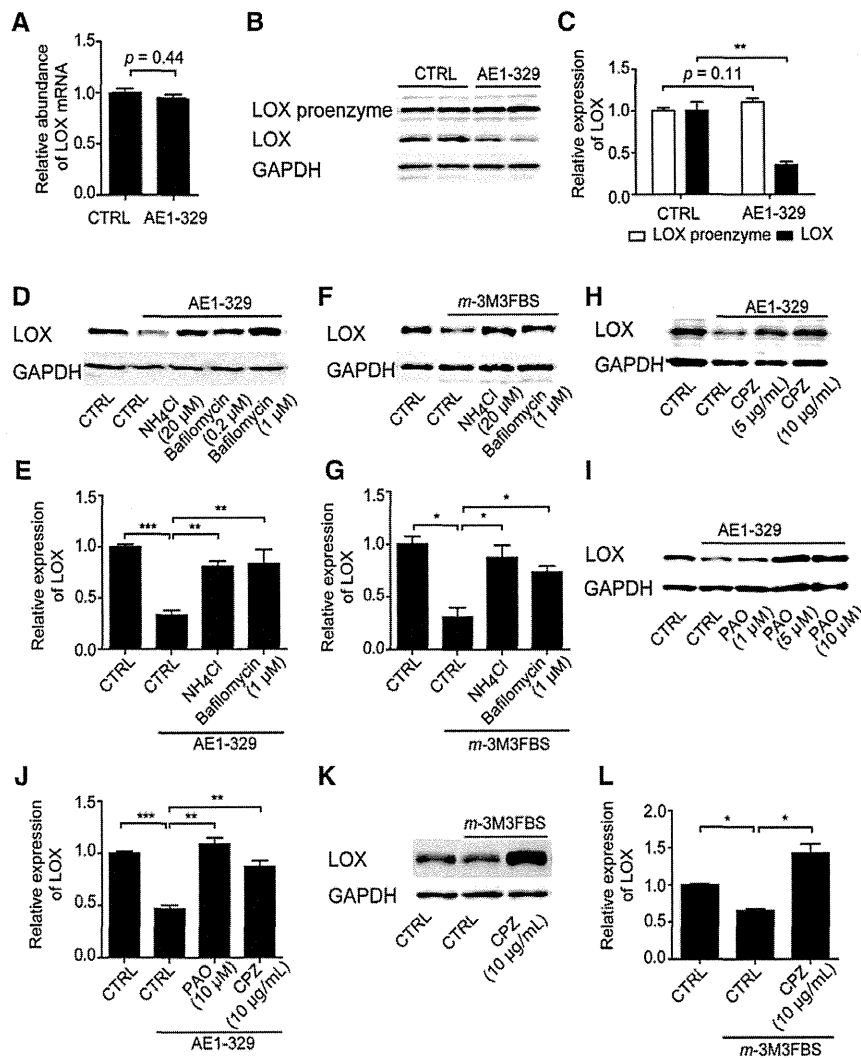 A
Relative abundance
of LOX mRNA
p = 0.44
1.0
0.5
0.0
CTRL AE1-329
B
CTRL AE1-329
LOX proenzyme
LOX
GAPDH
C
Relative expression
of LOX
**
p = 0.11
1.5
1.0
0.5
0.0
CTRL AE1-329
LOX proenzyme LOX
D
AE1-329
LOX
GAPDH
CTRL
CTRL
NH4Cl
(20 µM)
Bafilomycin
(0.2 µM)
Bafilomycin
(1 µM)
F
m-3M3FBS
LOX
GAPDH
CTRL
CTRL
NH4Cl
(20 µM)
Bafilomycin
(1 µM)
H
AE1-329
LOX
GAPDH
CTRL
CTRL
CPZ
(5 µg/mL)
CPZ
(10 µg/mL)
E
Relative expression
of LOX
1.5
1.0
0.5
0.0
**
*** **
CTRL
CTRL
NH4Cl
Bafilomycin
(1 µM)
AE1-329
G
Relative expression
of LOX
1.5
1.0
0.5
0.0
*
* *
CTRL
CTRL
NH4Cl
Bafilomycin
(1 µM)
m-3M3FBS
I
AE1-329
LOX
GAPDH
CTRL
CTRL
PAO
(1 µM)
PAO
(5 µM)
PAO
(10 µM)
J
Relative expression
of LOX
1.5
1.0
0.5
0.0
**
*** **
CTRL
CTRL
PAO
(10 µM)
CPZ
(10 µg/mL)
AE1-329
K
m-3M3FBS
LOX
GAPDH
CTRL
CTRL
CPZ
(10 µg/mL)
L
Relative expression
of LOX
2.0
1.5
1.0
0.5
0.0
* *
CTRL
CTRL
CPZ
(10 µg/mL)
m-3M3FBS